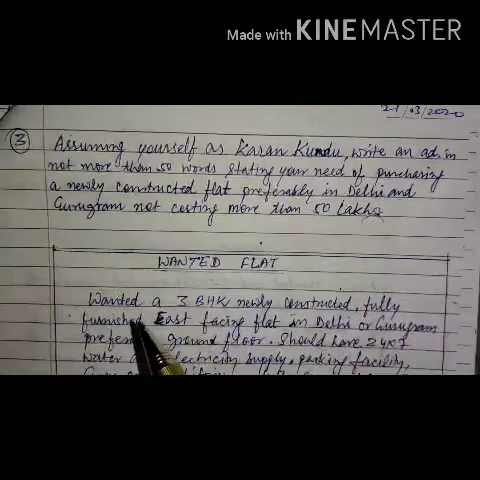 Made with KINEMASTER
21/03/2020
③ Assuming yourself as Karan Kundu, write an ad. in
not more than 50 words stating your need of purchasing
a newly constructed flat preferably in Delhi and
Gurugram not costing more than 50 Lakhs
WANTED FLAT
Wanted a 3 BHK newly constructed, fully
furnished East facing flat in Delhi or Gurugram
ground floor. Should have 24x7
water electricity supply, parking facility,